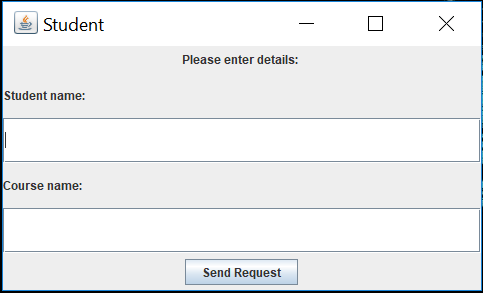 Student
Please enter details:
Student name:
Course name:
Send Request